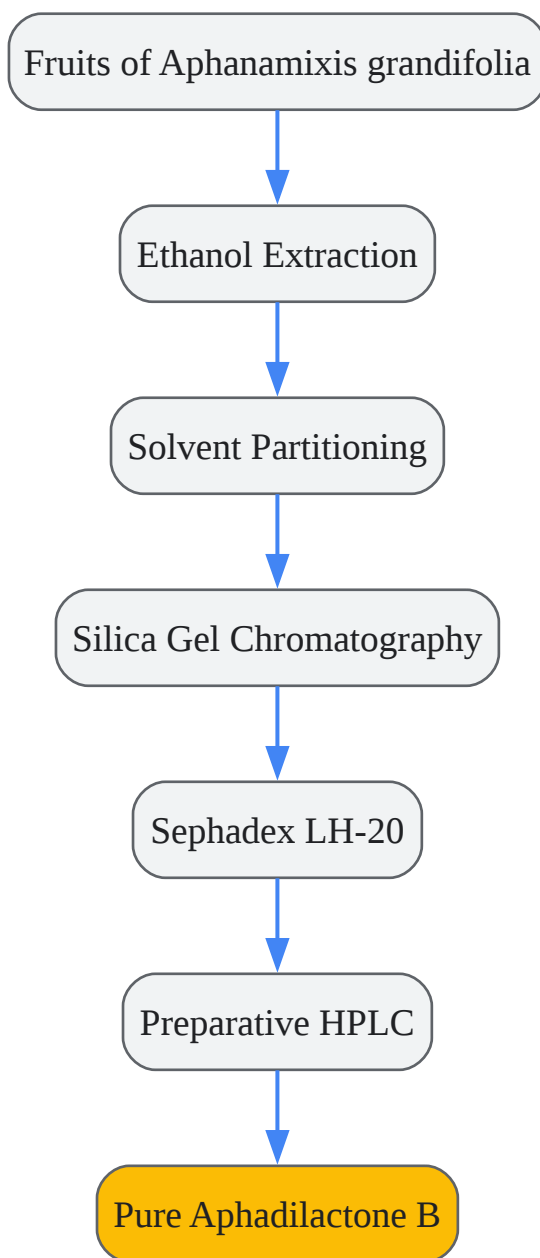 Fruits of Aphanamixis grandifolia
Ethanol Extraction
Solvent Partitioning
Silica Gel Chromatography
Sephadex LH-20
Preparative HPLC
Pure Aphadilactone B